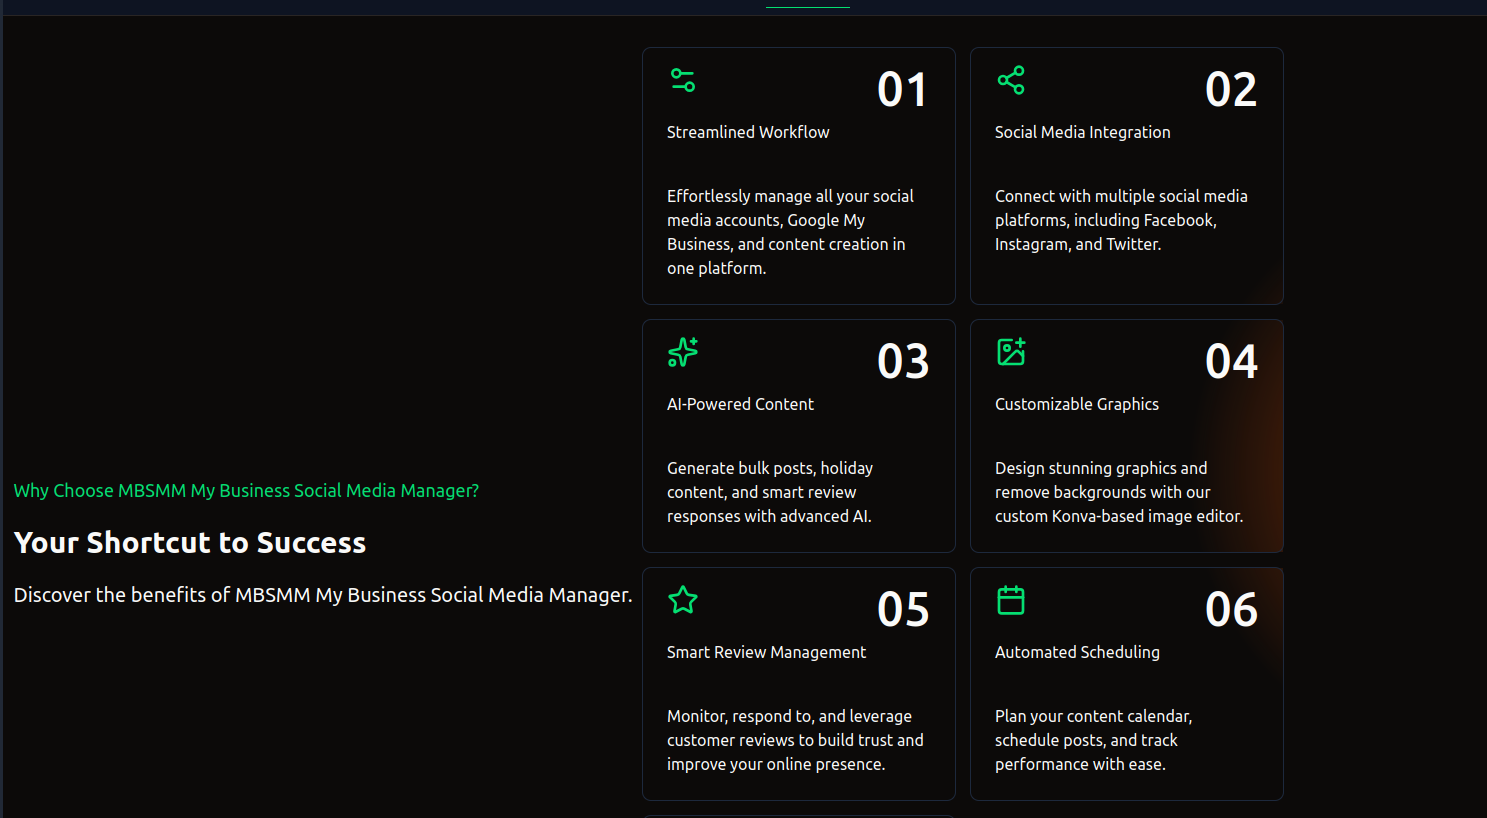 Why Choose MBSMM My Business Social Media Manager?
Your Shortcut to Success
Discover the benefits of MBSMM My Business Social Media Manager.
01
Streamlined Workflow
Effortlessly manage all your social
media accounts, Google My
Business, and content creation in
one platform.
02
Social Media Integration
Connect with multiple social media
platforms, including Facebook,
Instagram, and Twitter.
03
AI-Powered Content
Generate bulk posts, holiday
content, and smart review
responses with advanced AI.
04
Customizable Graphics
Design stunning graphics and
remove backgrounds with our
custom Konva-based image editor.
05
Smart Review Management
Monitor, respond to, and leverage
customer reviews to build trust and
improve your online presence.
06
Automated Scheduling
Plan your content calendar,
schedule posts, and track
performance with ease.